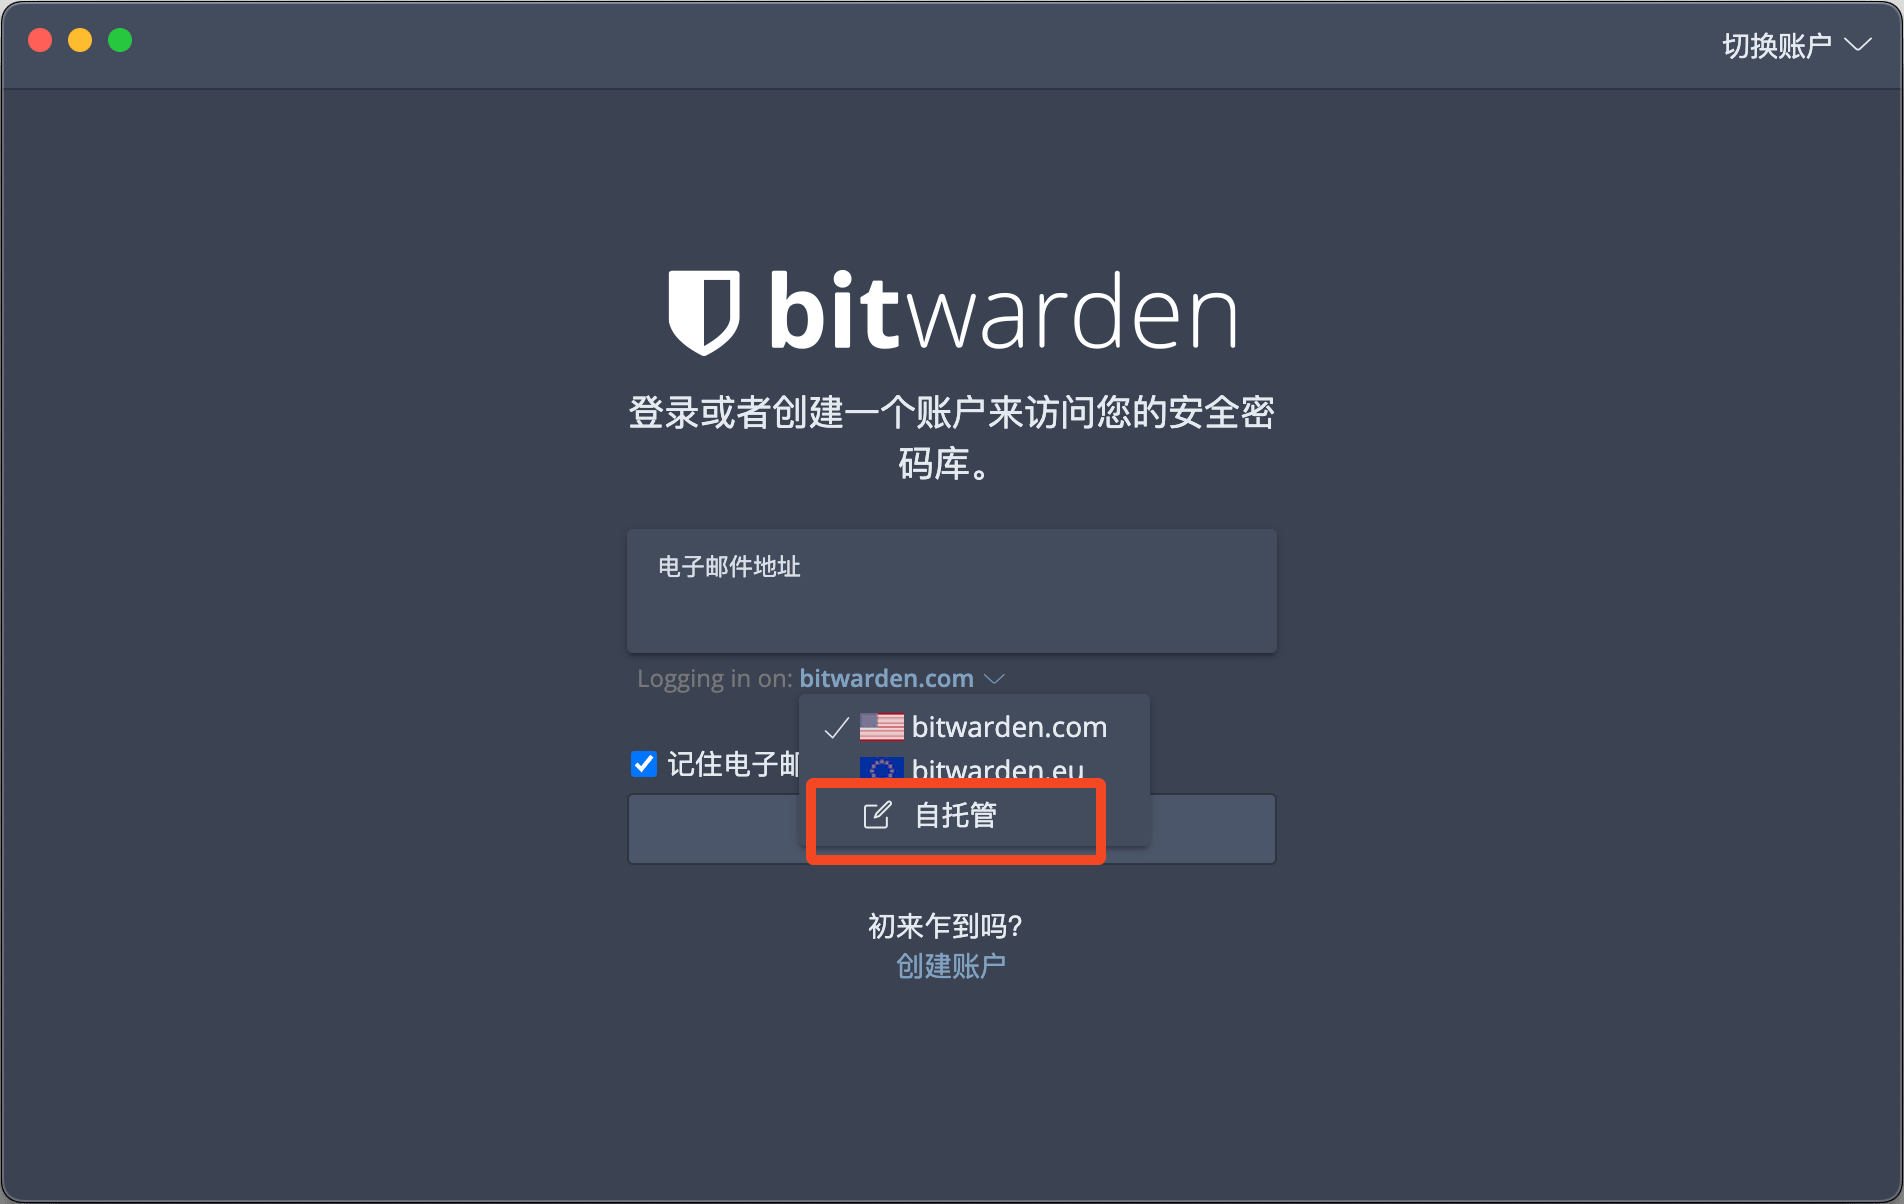 切换账户
bitwarden
登录或者创建一个账户来访问您的安全密
码库。
电子邮件地址
Logging in on: bitwarden.com
bitwarden.com
bitwarden.eu
记住电子邮
自托管
初来乍到吗?
创建账户